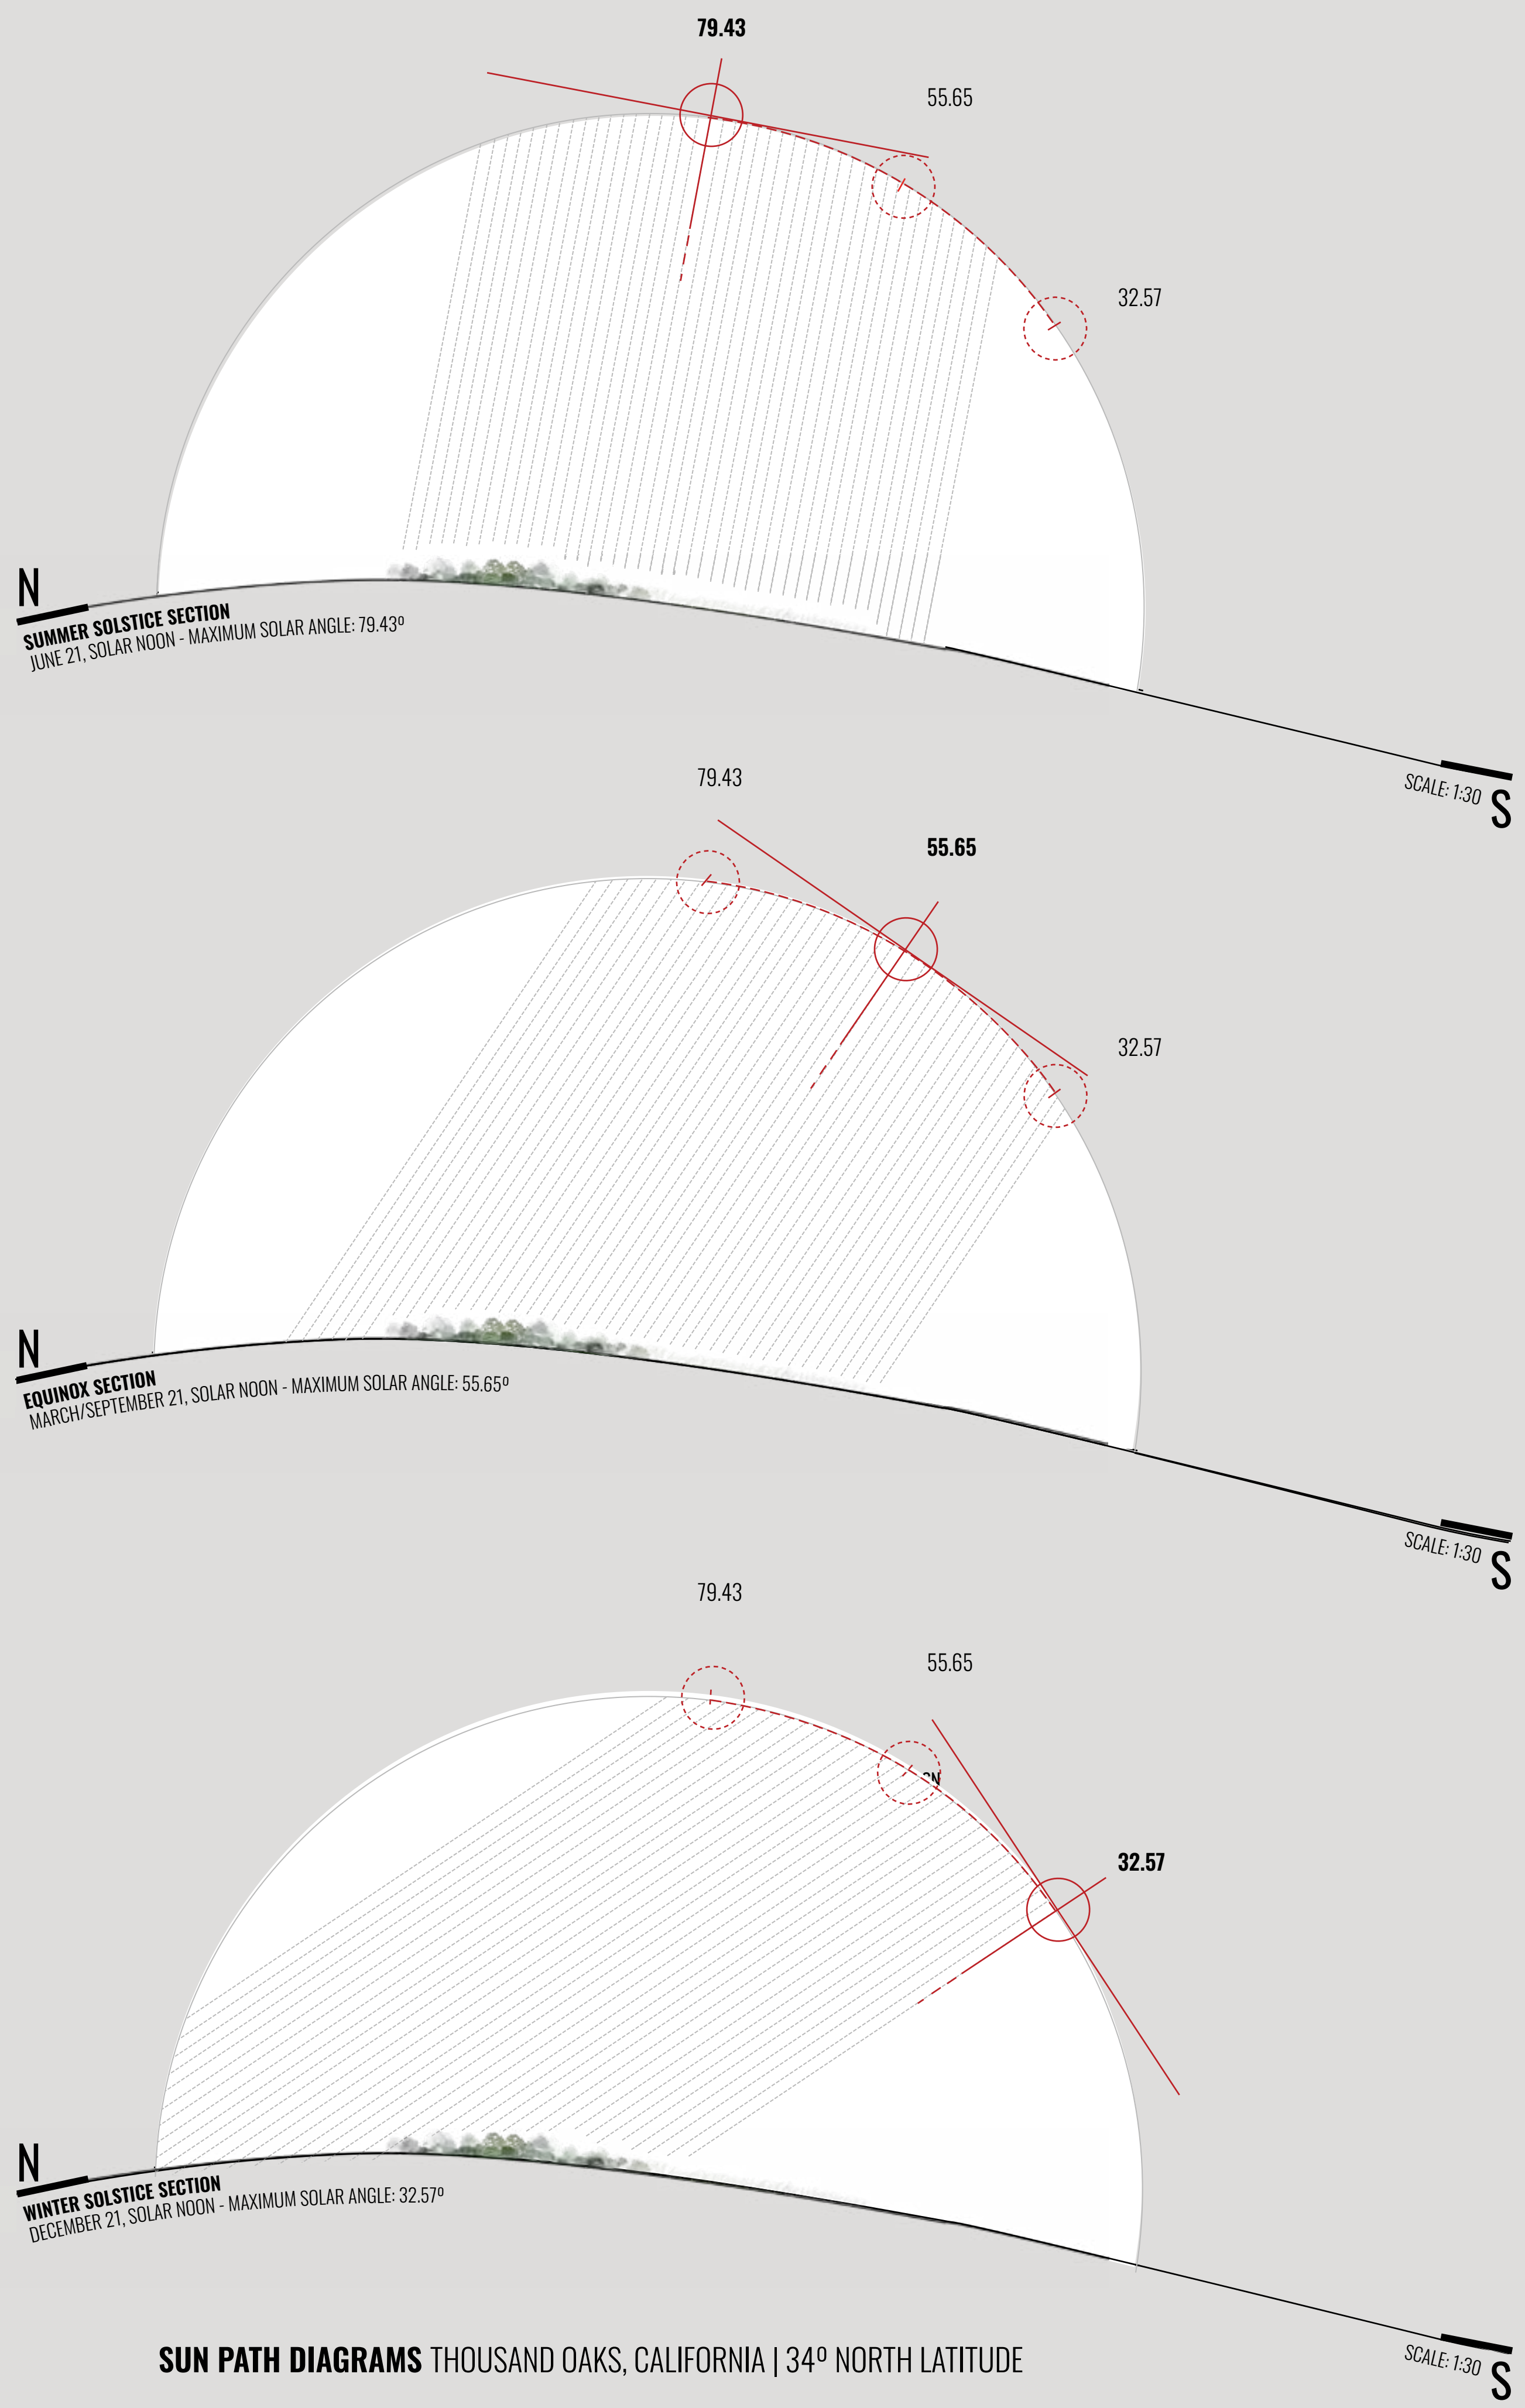 79.43
55.65
32.57
N
SUMMER SOLSTICE SECTION
JUNE 21, SOLAR NOON - MAXIMUM SOLAR ANGLE: 79.43º
SCALE: 1:30
S
79.43
55.65
32.57
N
EQUINOX SECTION
MARCH/SEPTEMBER 21, SOLAR NOON - MAXIMUM SOLAR ANGLE: 55.65º
SCALE: 1:30
S
79.43
55.65
32.57
N
WINTER SOLSTICE SECTION
DECEMBER 21, SOLAR NOON - MAXIMUM SOLAR ANGLE: 32.57º
SCALE: 1:30
S
SUN PATH DIAGRAMS THOUSAND OAKS, CALIFORNIA | 34º NORTH LATITUDE